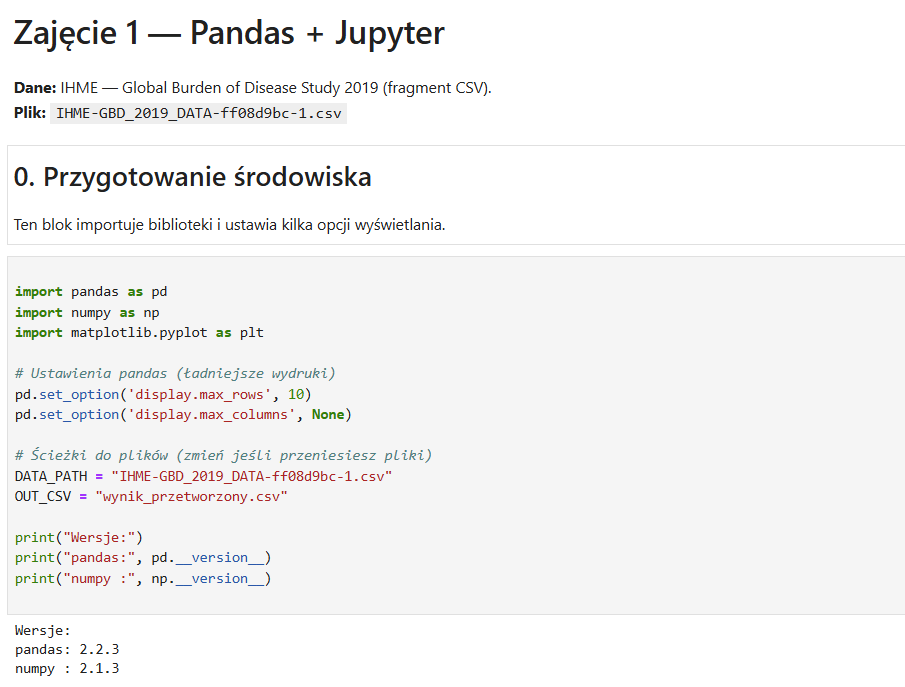 Zajęcie 1 — Pandas + Jupyter
Dane: IHME — Global Burden of Disease Study 2019 (fragment CSV).
Plik: IHME-GBD_2019_DATA-ff08d9bc-1.csv
0. Przygotowanie środowiska
Ten blok importuje biblioteki i ustawia kilka opcji wyświetlania.
import pandas as pd
import numpy as np
import matplotlib.pyplot as plt
# Ustawienia pandas (ładniejsze wydruki)
pd.set_option('display.max_rows', 10)
pd.set_option('display.max_columns', None)
# Ścieżki do plików (zmień jeśli przeniesiesz pliki)
DATA_PATH = "IHME-GBD_2019_DATA-ff08d9bc-1.csv"
OUT_CSV = "wynik_przetworzony.csv"
print("Wersje:")
print("pandas:", pd.__version__)
print("numpy :", np.__version__)
Wersje:
pandas: 2.2.3
numpy : 2.1.3